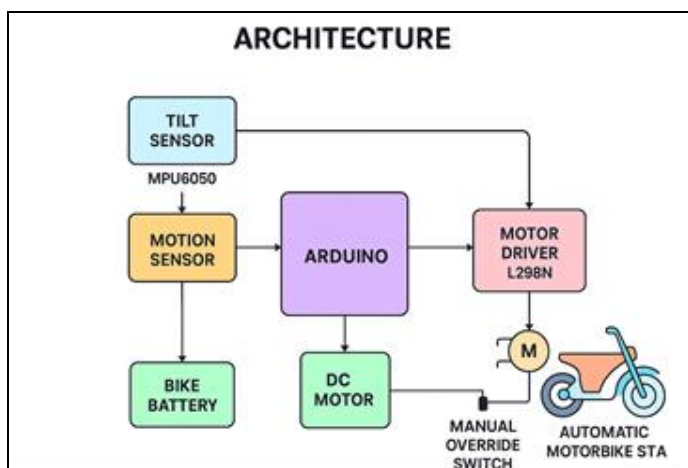 ARCHITECTURE
TILT
SENSOR
MPU6050
MOTION
SENSOR
ARDUINO
MOTOR
DRIVER
L298N
BIKE
BATTERY
DC
MOTOR
M
MANUAL
OVERRIDE
SWITCH
AUTOMATIC
MOTORBIKE STA